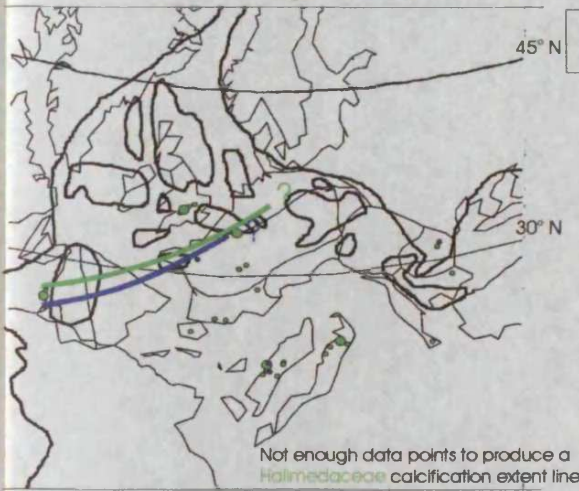 45° N
?
30° N
Not enough data points to produce a
Halimedaceae calcification extent line